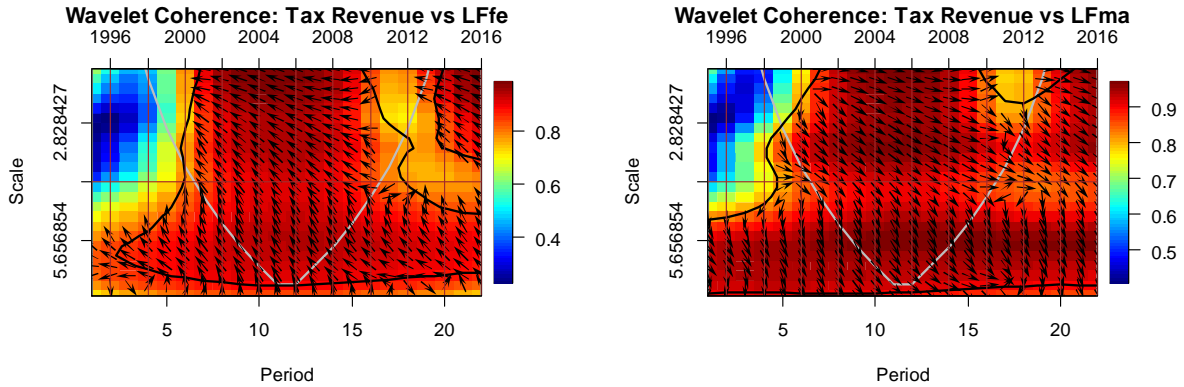 Wavelet Coherence: Tax Revenue vs LFfe
1996 2000 2004 2008 2012 2016
Scale
2.828427
5.656854
0.8
0.6
0.4
5 10 15 20
Period
Wavelet Coherence: Tax Revenue vs LFma
1996 2000 2004 2008 2012 2016
Scale
2.828427
5.656854
0.9
0.8
0.7
0.6
0.5
5 10 15 20
Period